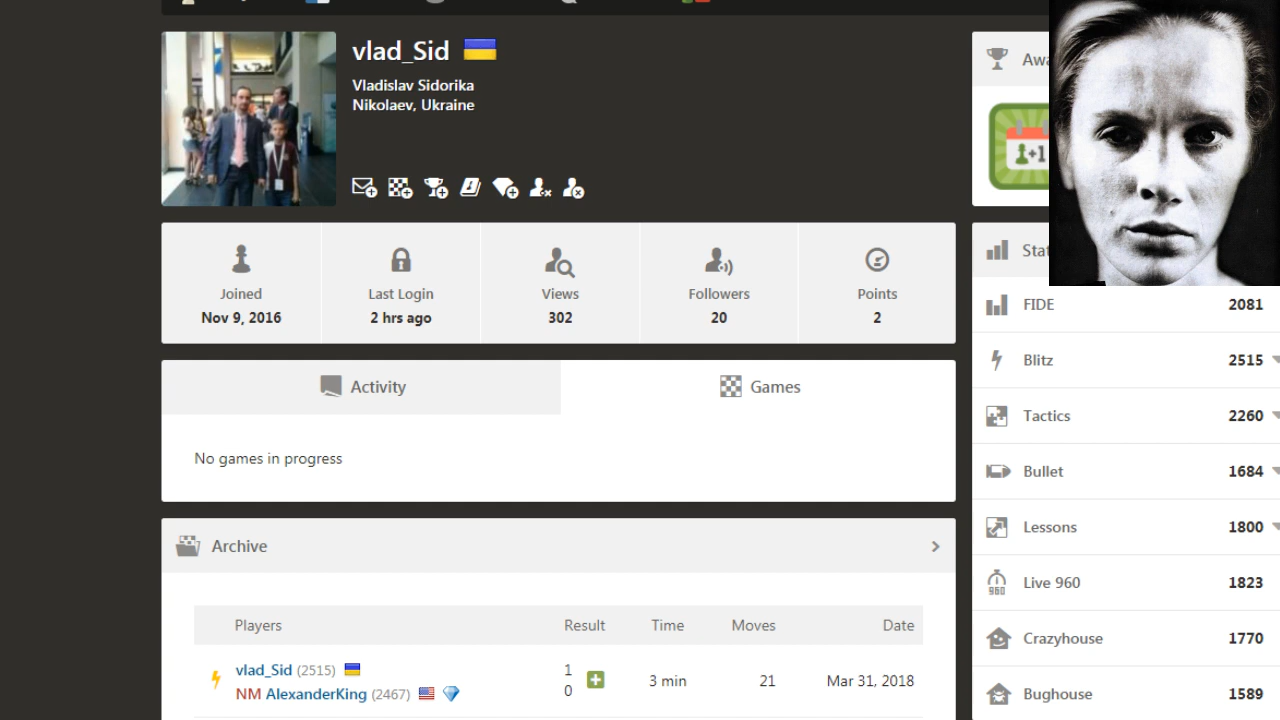 vlad_Sid
Vladislav Sidorika
Nikolaev, Ukraine
Joined
Nov 9, 2016
Last Login
2 hrs ago
Views
302
Followers
20
Points
2
Activity
Games
No games in progress
Archive
Players Result Time Moves Date
vlad_Sid (2515)
NM AlexanderKing (2467)
1
0
3 min
21
Mar 31, 2018
Awa
+1
Stat
FIDE 2081
Blitz 2515
Tactics 2260
Bullet 1684
Lessons 1800
960
Live 960 1823
Crazyhouse 1770
Bughouse 1589